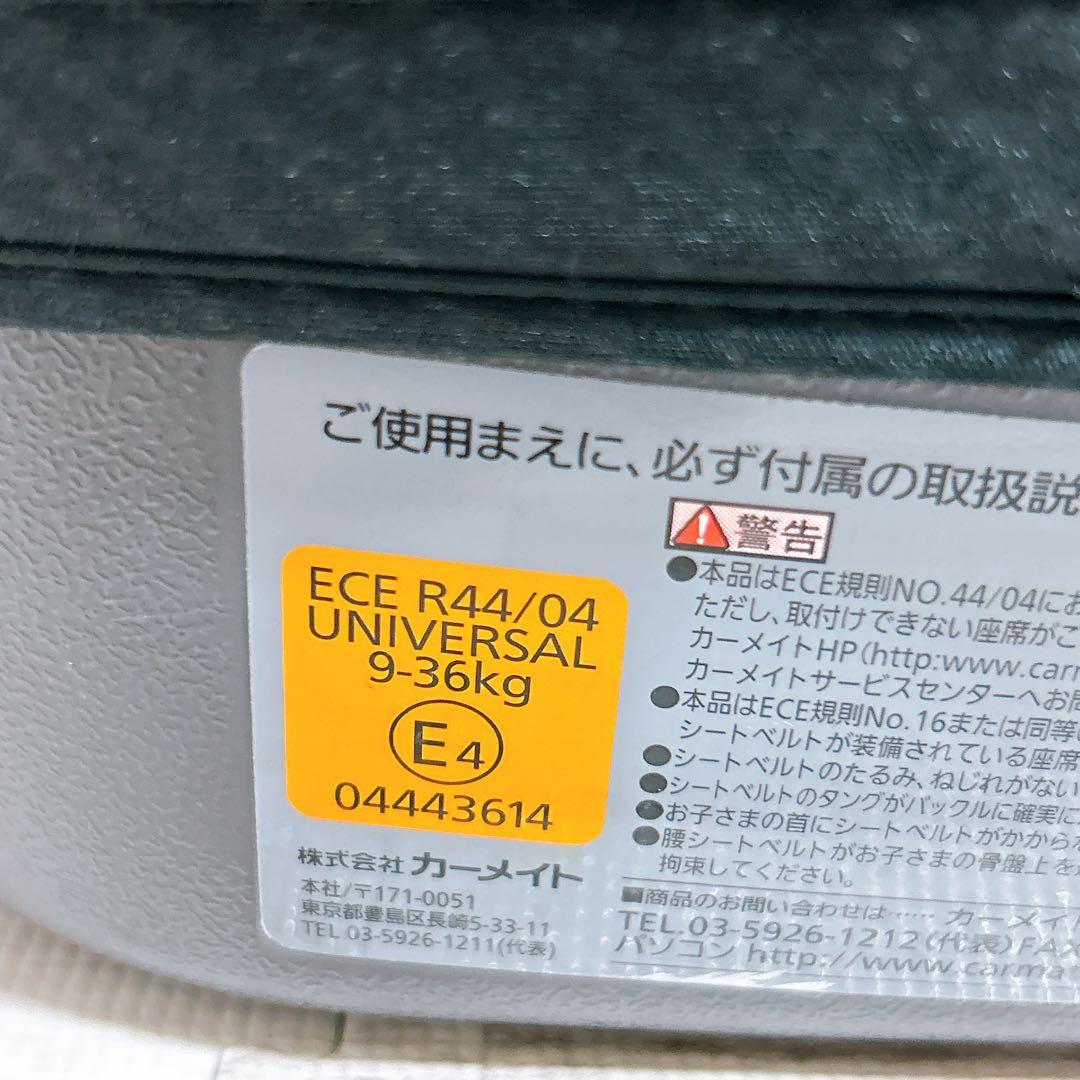 ご使用まえに、必ず付属の取扱説
警告
●本品はECE規則NO.44/04にお
ただし、取付けできない座席がご
カーメイトHP(http:www.carm
カーメイトサービスセンターへお問
●本品はECE規則No.16または同等
シートベルトが装備されている座席
●シートベルトのたるみ、ねじれがない
●シートベルトのタングがバックルに確実に
●お子さまの首にシートベルトがかから
●腰シートベルトがお子さまの骨盤上を
拘束してください。
■商品のお問い合わせは…… カーメイ
TEL.03-5926-1212(代表)FAX
パソコン http://www.carma
ECE R44/04
UNIVERSAL
9-36kg
E4
04443614
株式会社 カーメイト
本社/〒171-0051
東京都豊島区長崎5-33-11
TEL 03-5926-1211(代表)